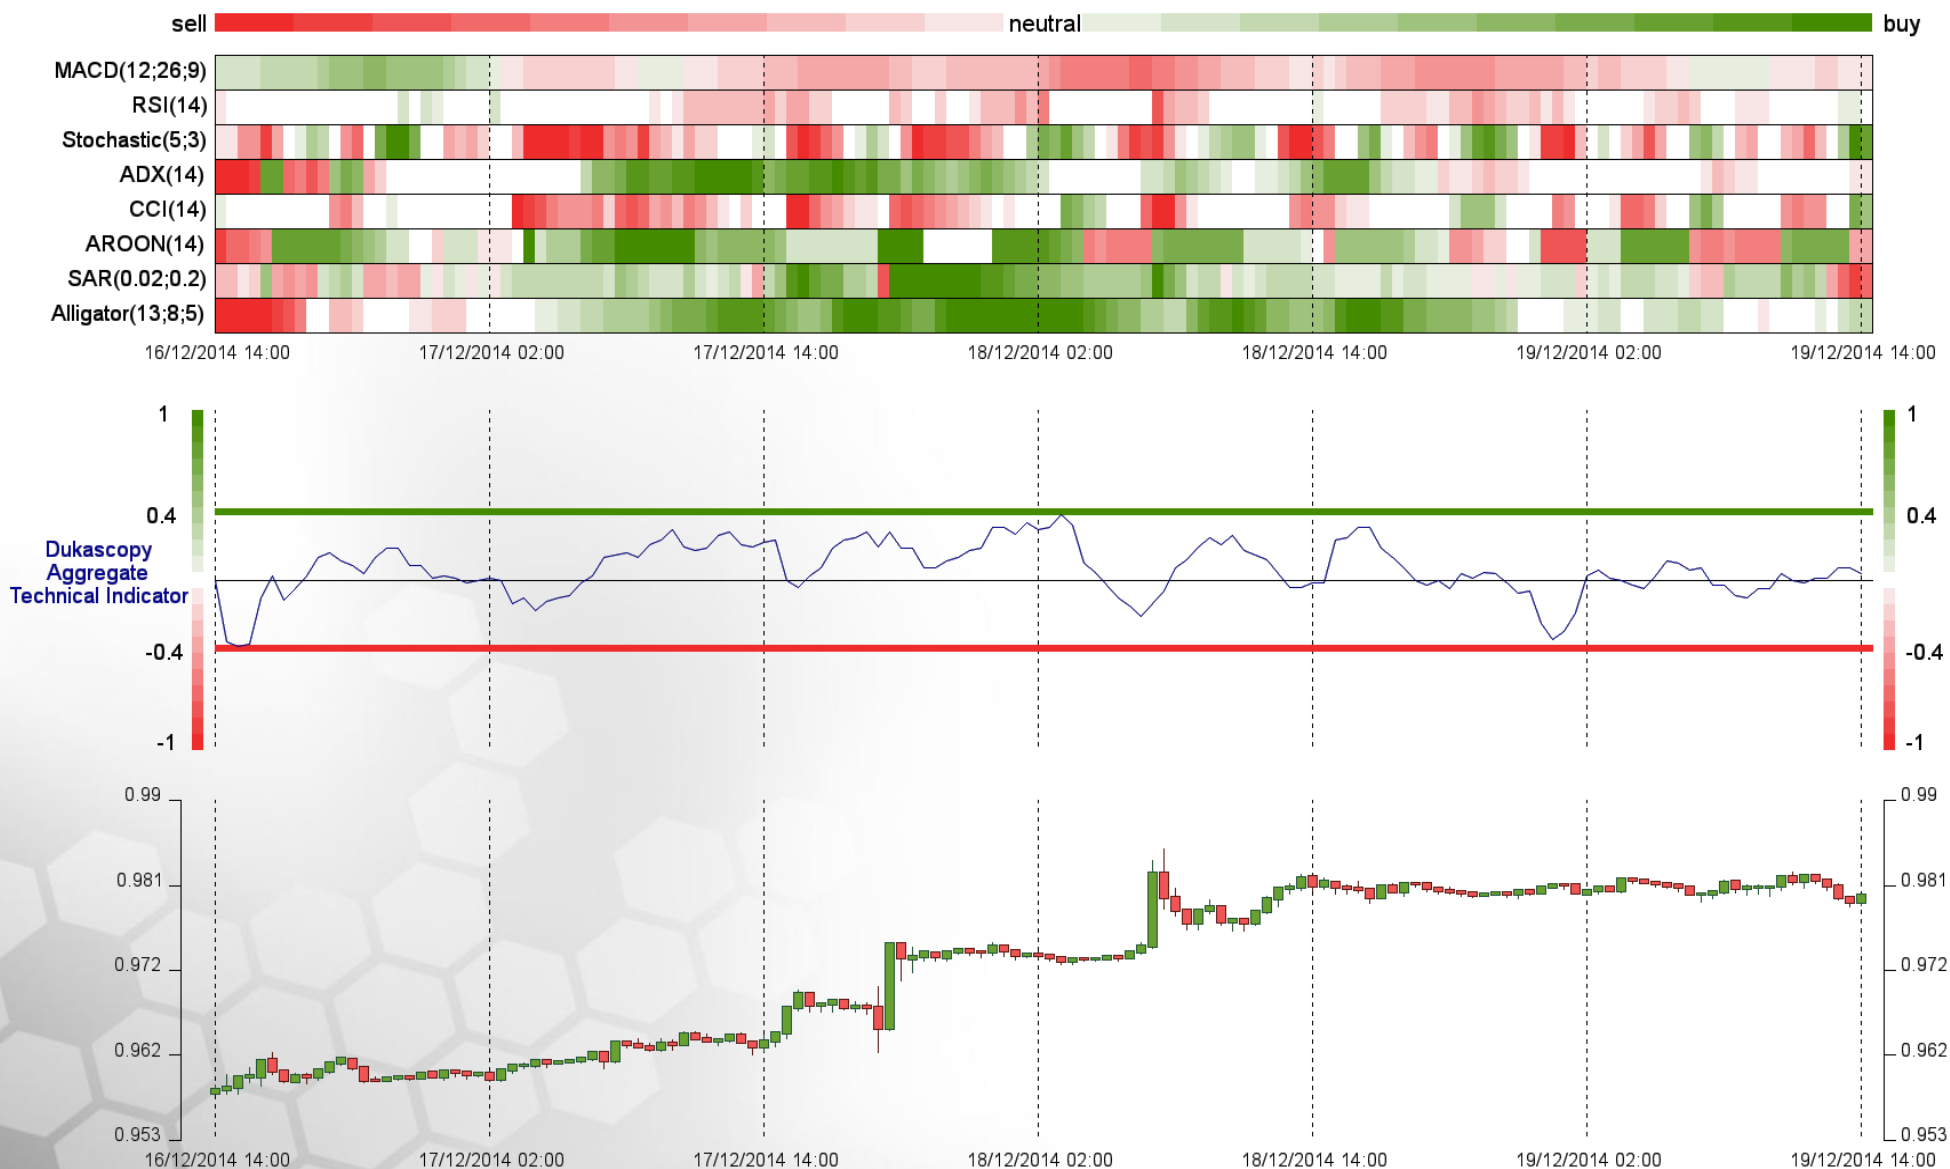 sell neutral buy
MACD(12;26;9)
RSI(14)
Stochastic(5;3)
ADX(14)
CCI(14)
AROON(14)
SAR(0.02;0.2)
Alligator(13;8;5)
16/12/2014 14:00 17/12/2014 02:00 17/12/2014 14:00 18/12/2014 02:00 18/12/2014 14:00 19/12/2014 02:00 19/12/2014 14:00
1 1
0.4 0.4
Dukascopy
Aggregate
Technical Indicator
-0.4 -0.4
-1 -1
0.99 0.99
0.981 0.981
0.972 0.972
0.962 0.962
0.953 0.953
16/12/2014 14:00 17/12/2014 02:00 17/12/2014 14:00 18/12/2014 02:00 18/12/2014 14:00 19/12/2014 02:00 19/12/2014 14:00